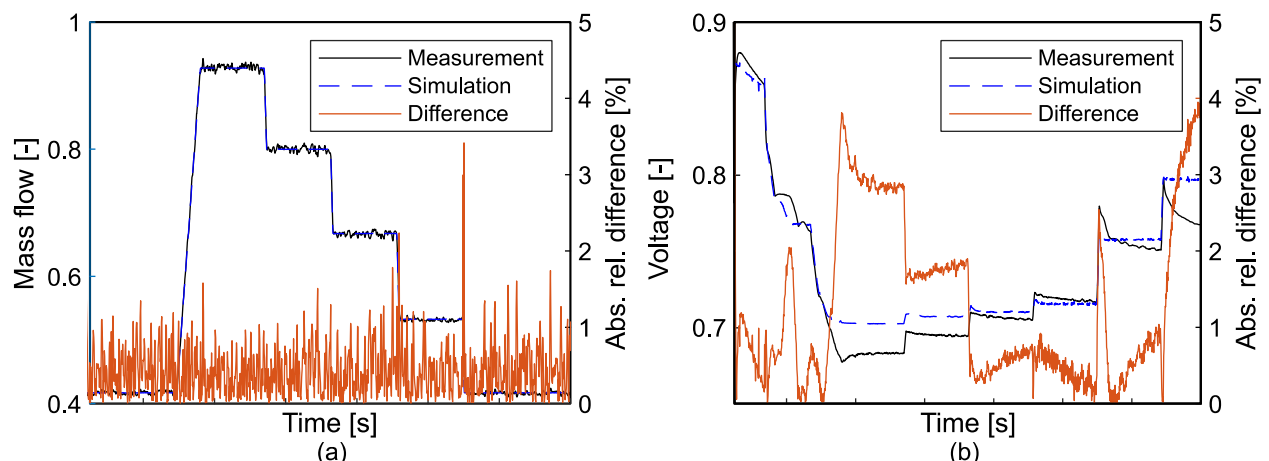 1
0.8
0.6
0.4
Mass flow [-]
Measurement
Simulation
Difference
5
4
3
2
1
0
Abs. rel. difference [%]
Time [s]
(a)
0.9
0.8
0.7
Voltage [-]
Measurement
Simulation
Difference
5
4
3
2
1
0
Abs. rel. difference [%]
Time [s]
(b)